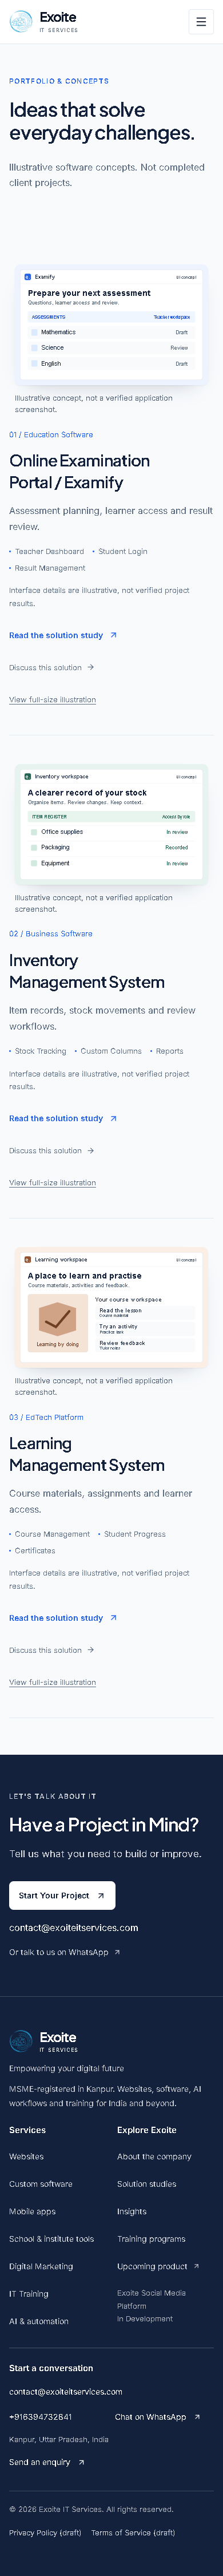 Exoite
IT SERVICES
PORTFOLIO & CONCEPTS
Ideas that solve
everyday challenges.
Illustrative software concepts. Not completed
client projects.
Examify
UI concept
Prepare your next assessment
Questions, learner access and review.
ASSESSMENTS
Teacher workspace
Mathematics
Draft
Science
Review
English
Draft
Illustrative concept, not a verified application
screenshot.
01 / Education Software
Online Examination
Portal / Examify
Assessment planning, learner access and result
review.
• Teacher Dashboard • Student Login
• Result Management
Interface details are illustrative, not verified project
results.
Read the solution study ↗
Discuss this solution →
View full-size illustration
Inventory workspace
UI concept
A clearer record of your stock
Organise items. Review changes. Keep context.
ITEM REGISTER
Access by role
Office supplies
In review
Packaging
Recorded
Equipment
In review
Illustrative concept, not a verified application
screenshot.
02 / Business Software
Inventory
Management System
Item records, stock movements and review
workflows.
• Stock Tracking • Custom Columns • Reports
Interface details are illustrative, not verified project
results.
Read the solution study ↗
Discuss this solution →
View full-size illustration
Learning workspace
UI concept
A place to learn and practise
Course materials, activities and feedback.
Learning by doing
Your course workspace
Read the lesson
Course material
Try an activity
Practice task
Review feedback
Tutor notes
Illustrative concept, not a verified application
screenshot.
03 / EdTech Platform
Learning
Management System
Course materials, assignments and learner
access.
• Course Management • Student Progress
• Certificates
Interface details are illustrative, not verified project
results.
Read the solution study ↗
Discuss this solution →
View full-size illustration
LET'S TALK ABOUT IT
Have a Project in Mind?
Tell us what you need to build or improve.
Start Your Project ↗
contact@exoiteitservices.com
Or talk to us on WhatsApp ↗
Exoite
IT SERVICES
Empowering your digital future
MSME-registered in Kanpur. Websites, software, AI
workflows and training for India and beyond.
Services
Websites
Custom software
Mobile apps
School & institute tools
Digital Marketing
IT Training
AI & automation
Explore Exoite
About the company
Solution studies
Insights
Training programs
Upcoming product ↗
Exoite Social Media
Platform
In Development
Start a conversation
contact@exoiteitservices.com
+916394732841
Chat on WhatsApp ↗
Kanpur, Uttar Pradesh, India
Send an enquiry ↗
© 2026 Exoite IT Services. All rights reserved.
Privacy Policy (draft) Terms of Service (draft)